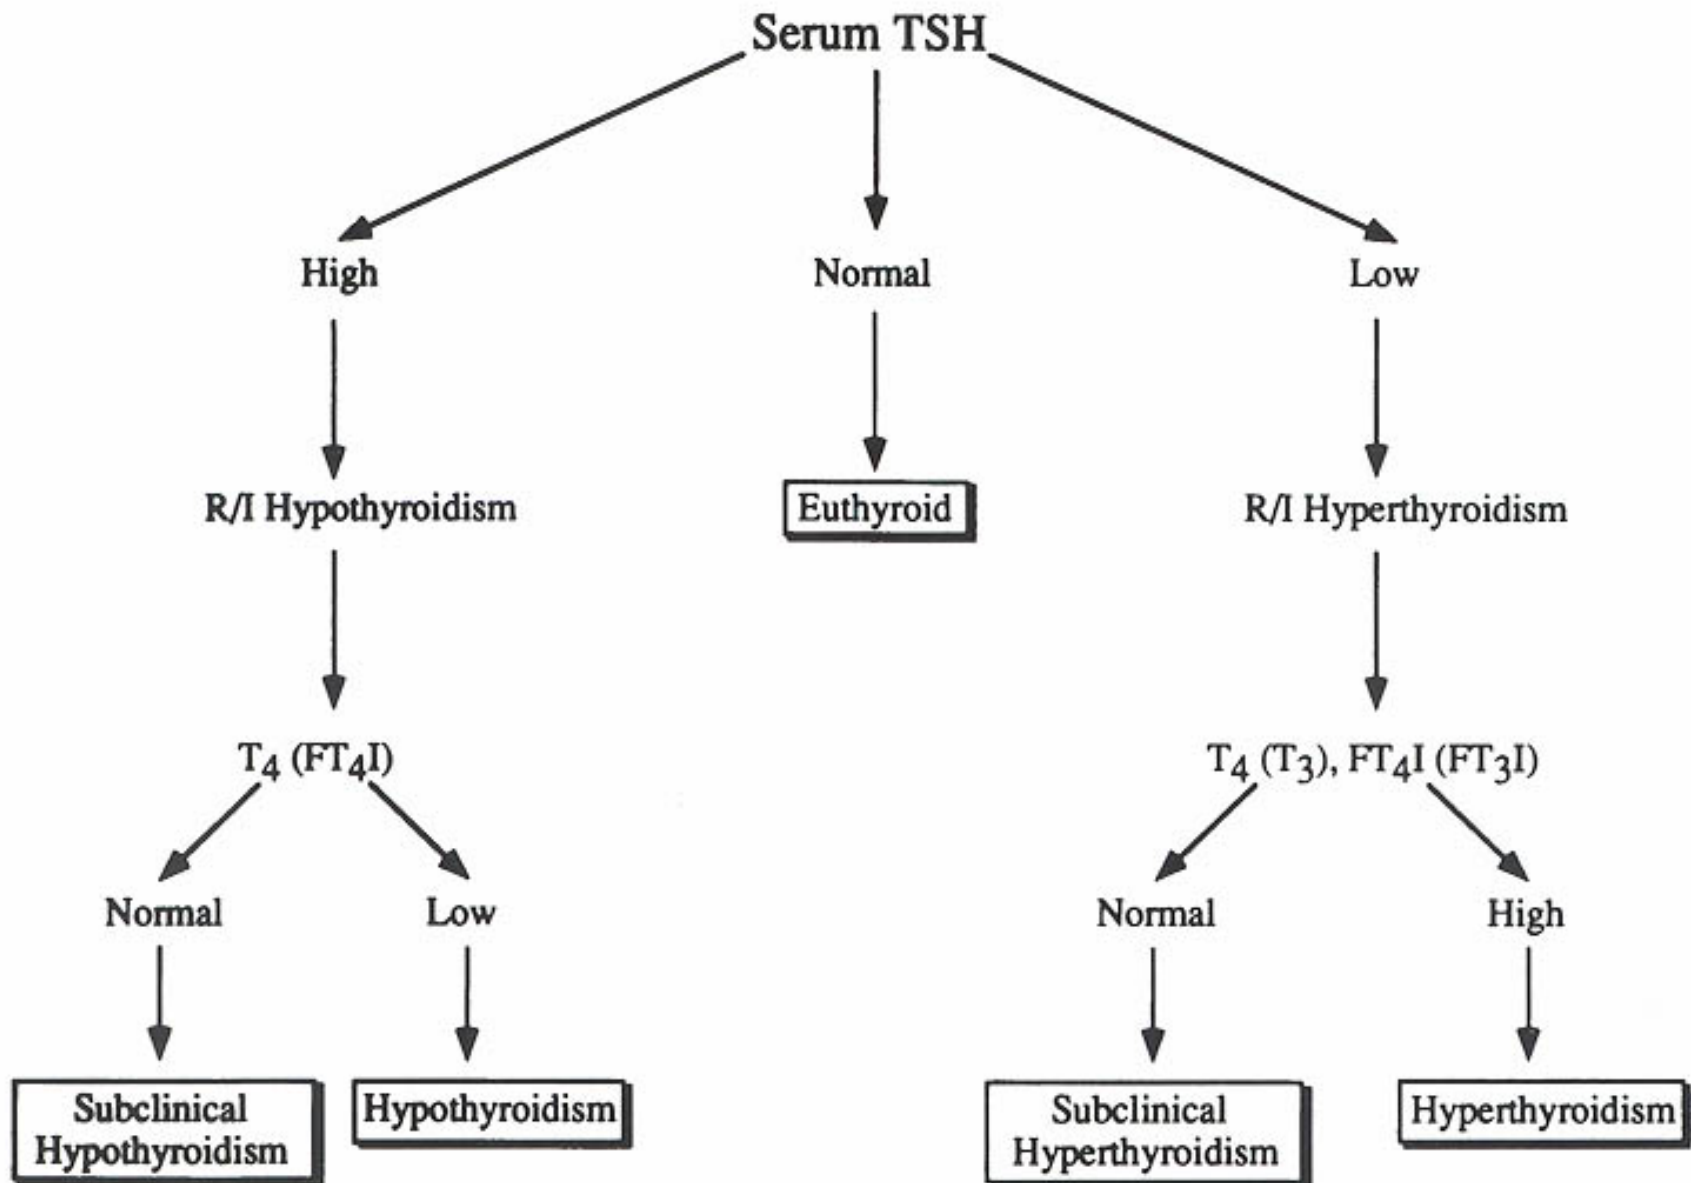 Serum TSH
High
Normal
Low
R/I Hypothyroidism
Euthyroid
R/I Hyperthyroidism
T4 (FT4I)
T4 (T3), FT4I (FT3I)
Normal
Low
Normal
High
Subclinical
Hypothyroidism
Hypothyroidism
Subclinical
Hyperthyroidism
Hyperthyroidism